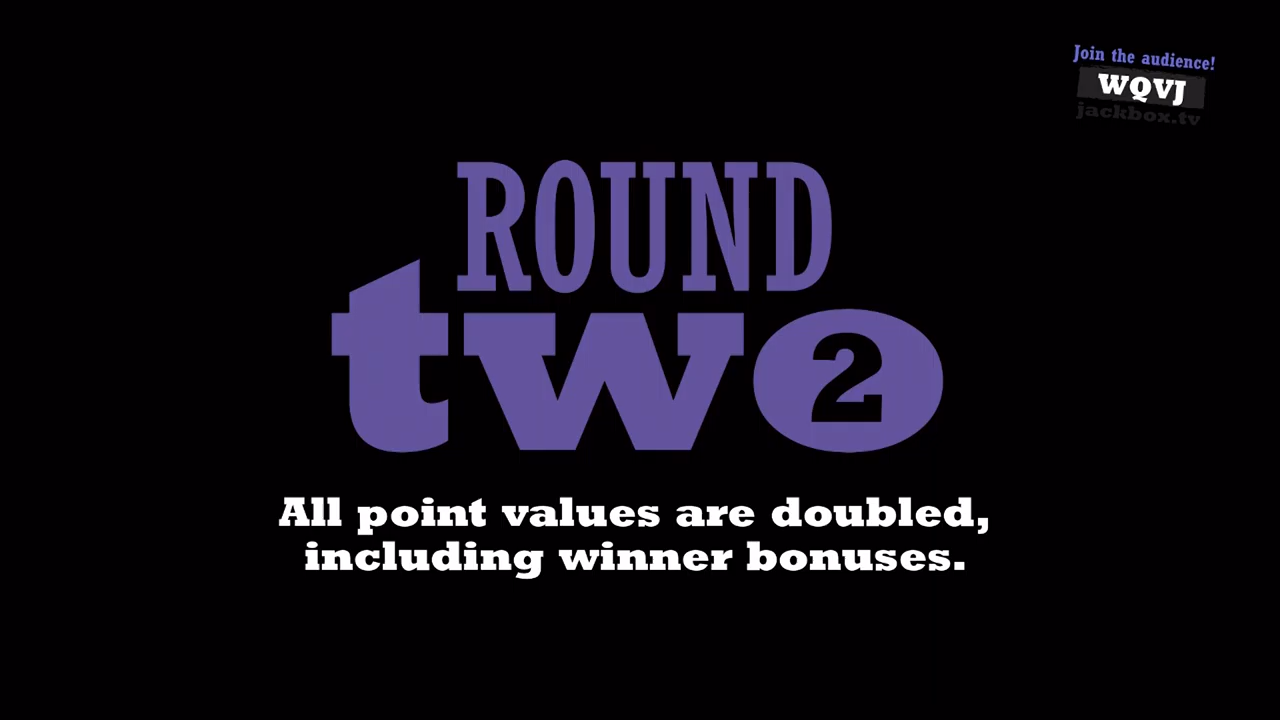 Join the audience!
WQVJ
jackbox.tv
ROUND
two
2
All point values are doubled,
including winner bonuses.